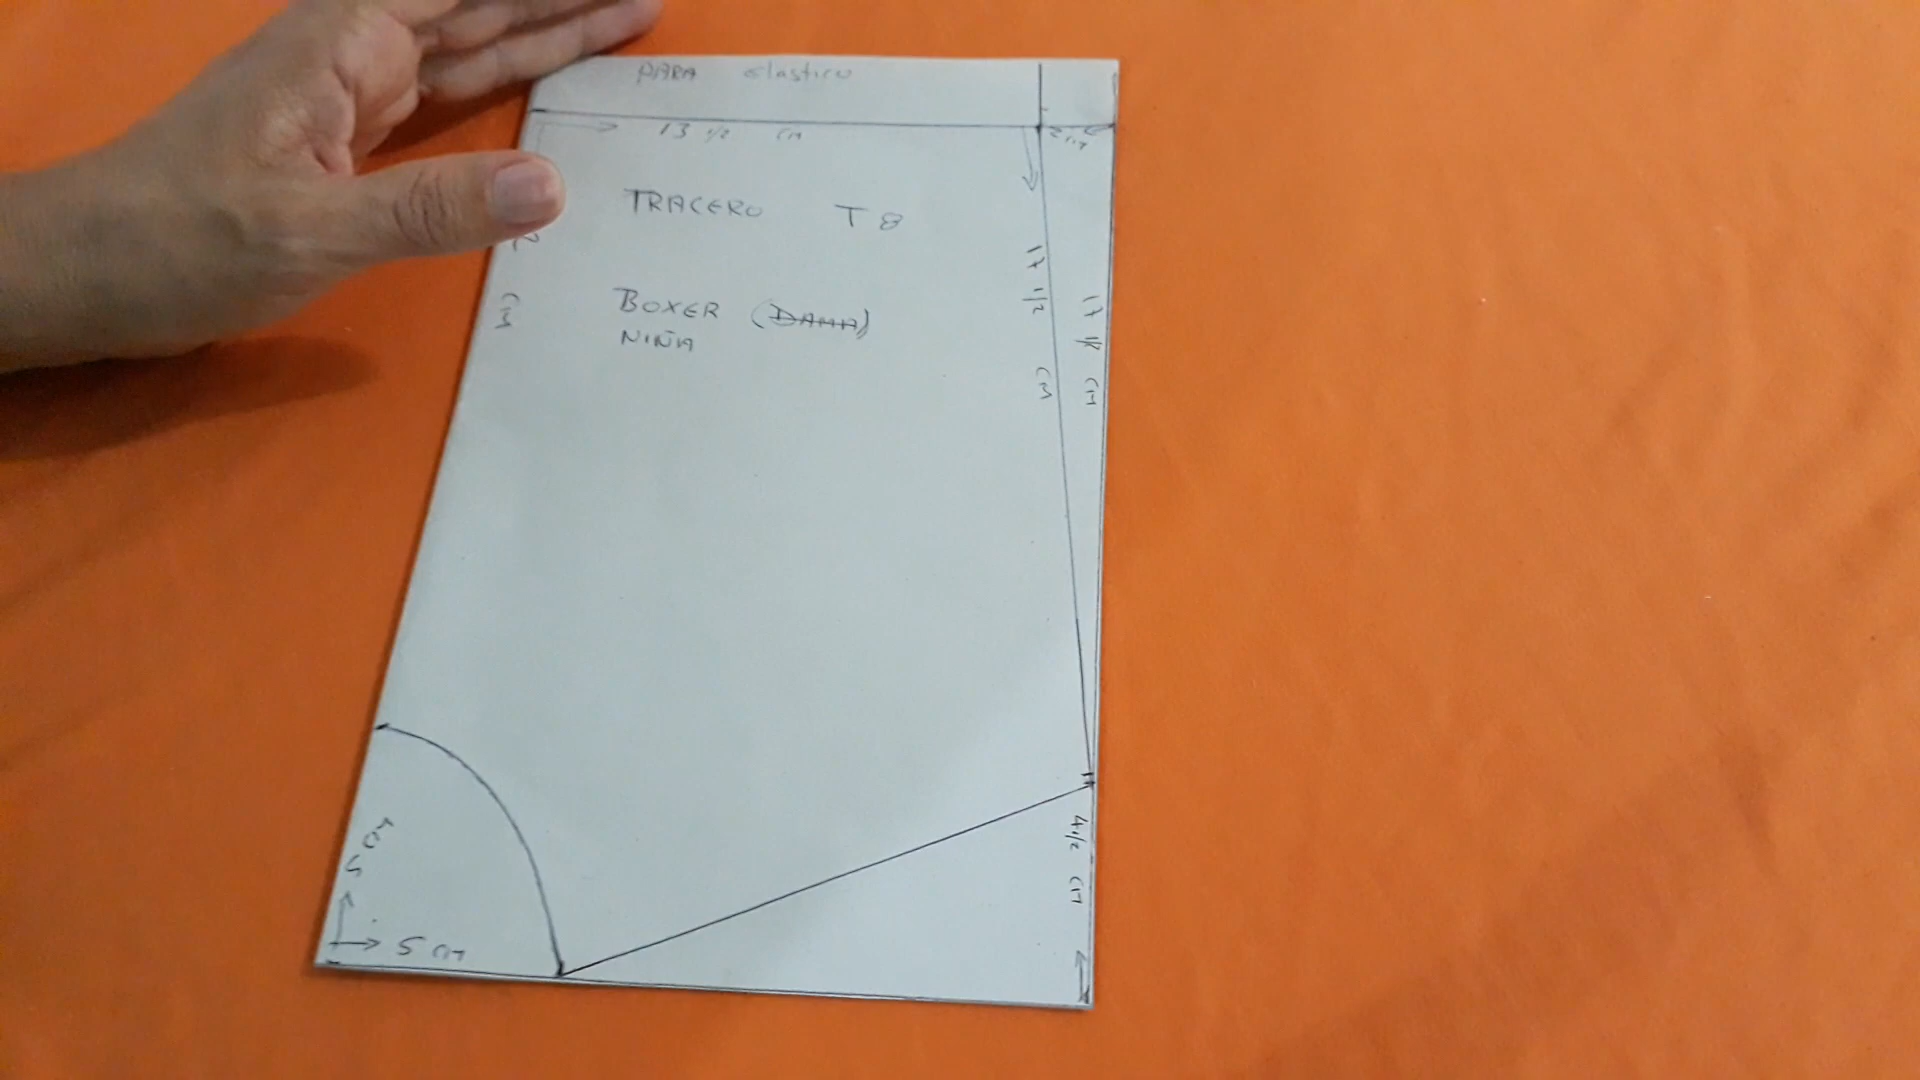 PARA elastico
13 1/2 CM
2 cm
TRACERO T 8
BOXER (DAMA)
NIÑA
CM
17 1/2 CM
17 1/2 CM
5 cm
5 cm
4 1/2 CM